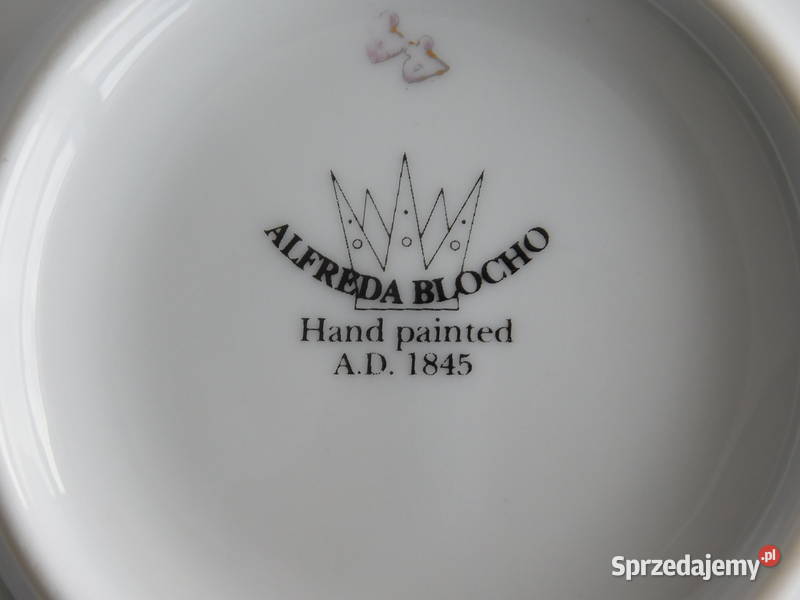 ALFREDA BLOCHO
Hand painted
A.D. 1845
Sprzedajemy.pl